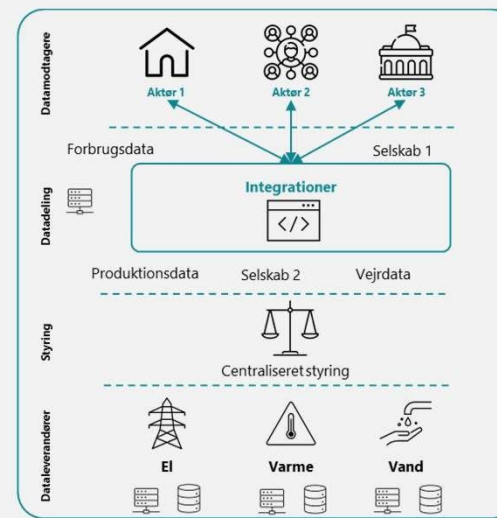 Datamodtagere
Aktør 1
Aktør 2
Aktør 3
Datadeling
Forbrugsdata
Selskab 1
Integrationer
</>
Produktionsdata
Selskab 2
Vejrdata
Styring
Centraliseret styring
Dataleverandører
El
Varme
Vand